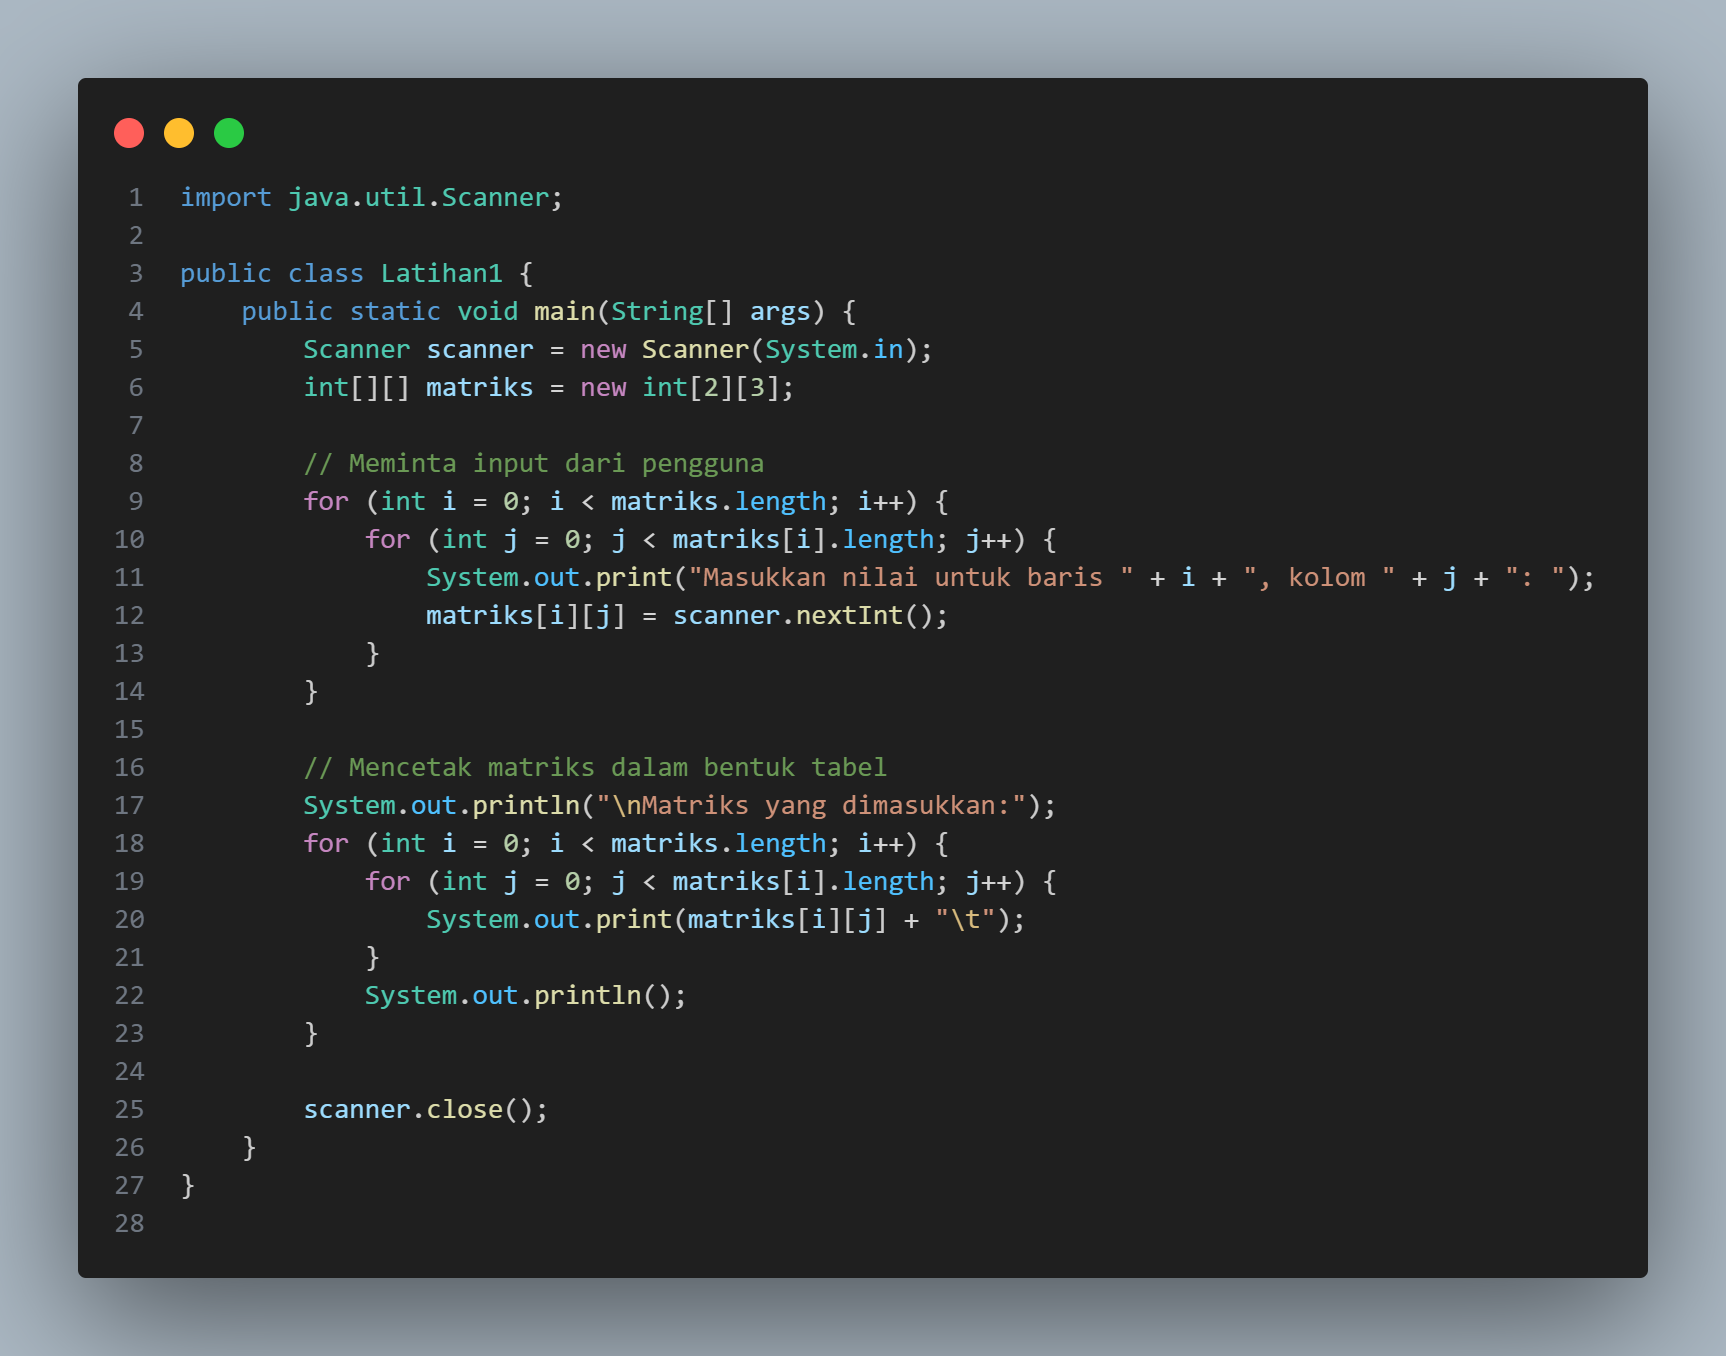 1 import java.util.Scanner;
2
3 public class Latihan1 {
4     public static void main(String[] args) {
5         Scanner scanner = new Scanner(System.in);
6         int[][] matriks = new int[2][3];
7
8         // Meminta input dari pengguna
9         for (int i = 0; i < matriks.length; i++) {
10             for (int j = 0; j < matriks[i].length; j++) {
11                 System.out.print("Masukkan nilai untuk baris " + i + ", kolom " + j + ": ");
12                 matriks[i][j] = scanner.nextInt();
13             }
14         }
15
16         // Mencetak matriks dalam bentuk tabel
17         System.out.println("\nMatriks yang dimasukkan:");
18         for (int i = 0; i < matriks.length; i++) {
19             for (int j = 0; j < matriks[i].length; j++) {
20                 System.out.print(matriks[i][j] + "\t");
21             }
22             System.out.println();
23         }
24
25         scanner.close();
26     }
27 }
28